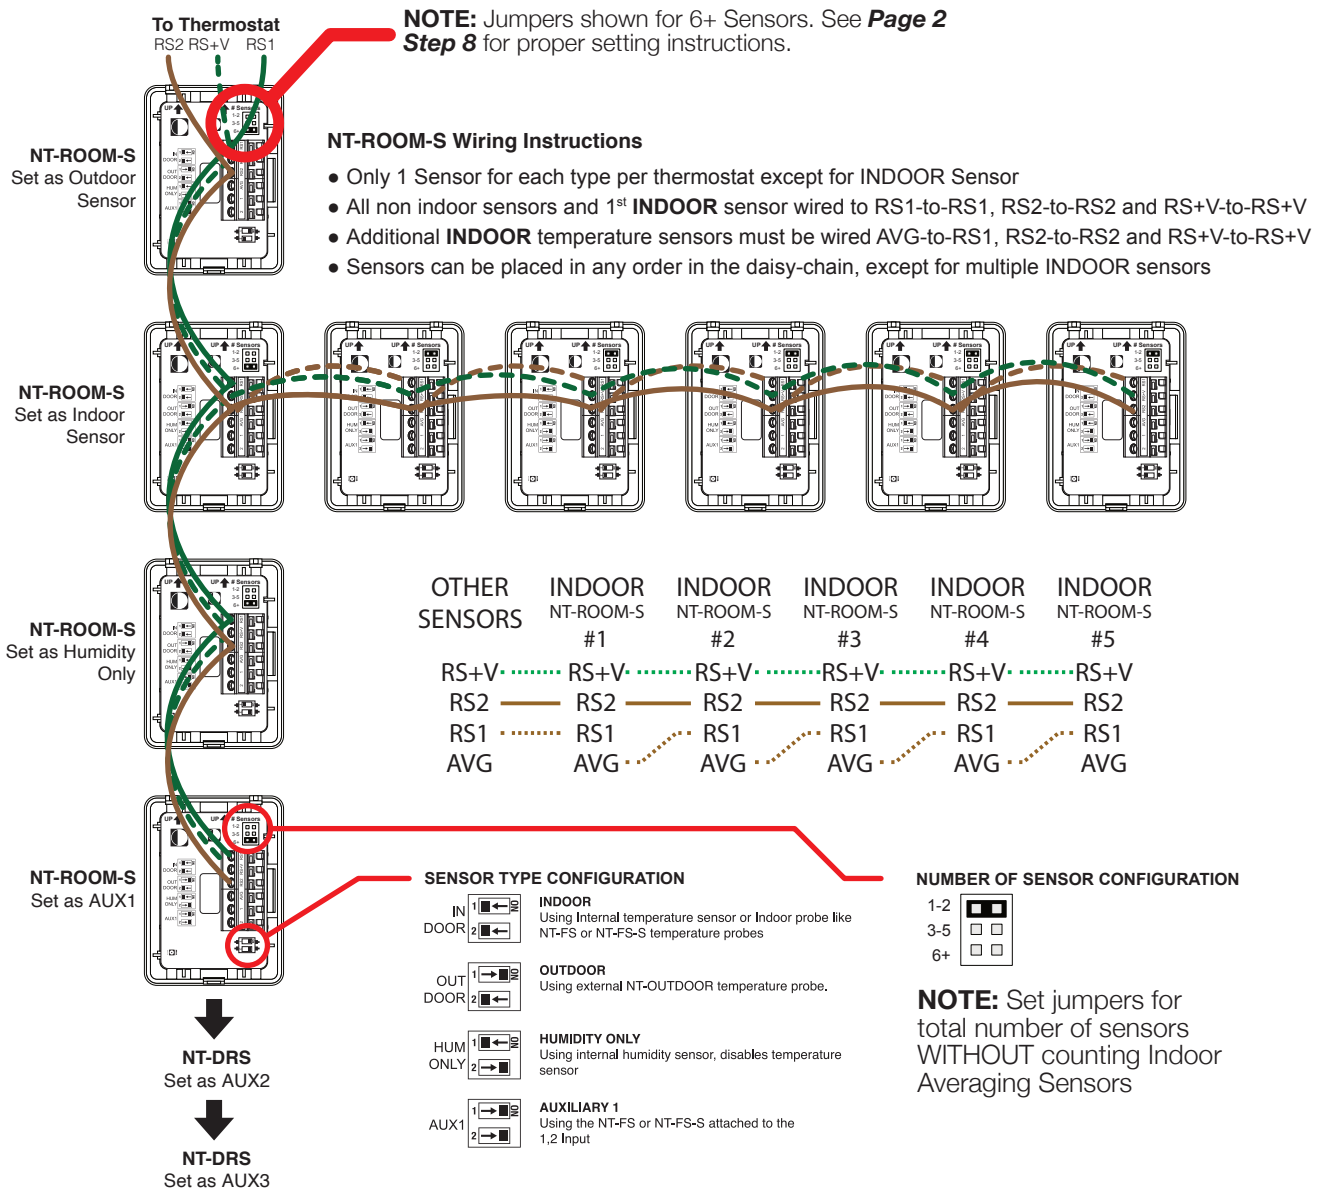 To Thermostat
RS2 RS+V RS1
NOTE: Jumpers shown for 6+ Sensors. See Page 2
Step 8 for proper setting instructions.
NT-ROOM-S
Set as Outdoor
Sensor
NT-ROOM-S Wiring Instructions
● Only 1 Sensor for each type per thermostat except for INDOOR Sensor
● All non indoor sensors and 1st INDOOR sensor wired to RS1-to-RS1, RS2-to-RS2 and RS+V-to-RS+V
● Additional INDOOR temperature sensors must be wired AVG-to-RS1, RS2-to-RS2 and RS+V-to-RS+V
● Sensors can be placed in any order in the daisy-chain, except for multiple INDOOR sensors
NT-ROOM-S
Set as Indoor
Sensor
NT-ROOM-S
Set as Humidity
Only
OTHER SENSORS
INDOOR NT-ROOM-S #1
INDOOR NT-ROOM-S #2
INDOOR NT-ROOM-S #3
INDOOR NT-ROOM-S #4
INDOOR NT-ROOM-S #5
RS+V RS+V RS+V RS+V RS+V RS+V
RS2 RS2 RS2 RS2 RS2 RS2
RS1 RS1 RS1 RS1 RS1 RS1
AVG AVG AVG AVG AVG AVG
NT-ROOM-S
Set as AUX1
NT-DRS
Set as AUX2
NT-DRS
Set as AUX3
SENSOR TYPE CONFIGURATION
IN
DOOR
1 2 ON
INDOOR
Using Internal temperature sensor or Indoor probe like
NT-FS or NT-FS-S temperature probes
OUT
DOOR
1 2 ON
OUTDOOR
Using external NT-OUTDOOR temperature probe.
HUM
ONLY
1 2 ON
HUMIDITY ONLY
Using internal humidity sensor, disables temperature
sensor
AUX1
1 2 ON
AUXILIARY 1
Using the NT-FS or NT-FS-S attached to the
1,2 Input
NUMBER OF SENSOR CONFIGURATION
1-2
3-5
6+
NOTE: Set jumpers for
total number of sensors
WITHOUT counting Indoor
Averaging Sensors